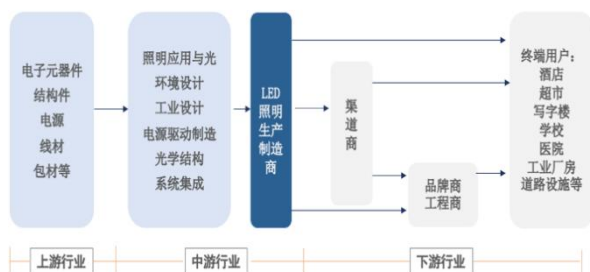 电子元器件
结构件
电源
线材
包材等
照明应用与光
环境设计
工业设计
电源驱动制造
光学结构
系统集成
LED
照明
生产
制造
商
渠
道
商
品牌商
工程商
终端用户：
酒店
超市
写字楼
学校
医院
工业厂房
道路设施等
上游行业
中游行业
下游行业